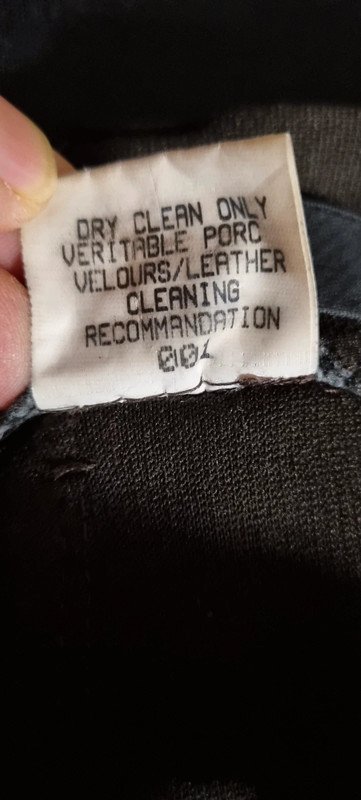 DRY CLEAN ONLY
VERITABLE PORC
VELOURS/LEATHER
CLEANING
RECOMMANDATION